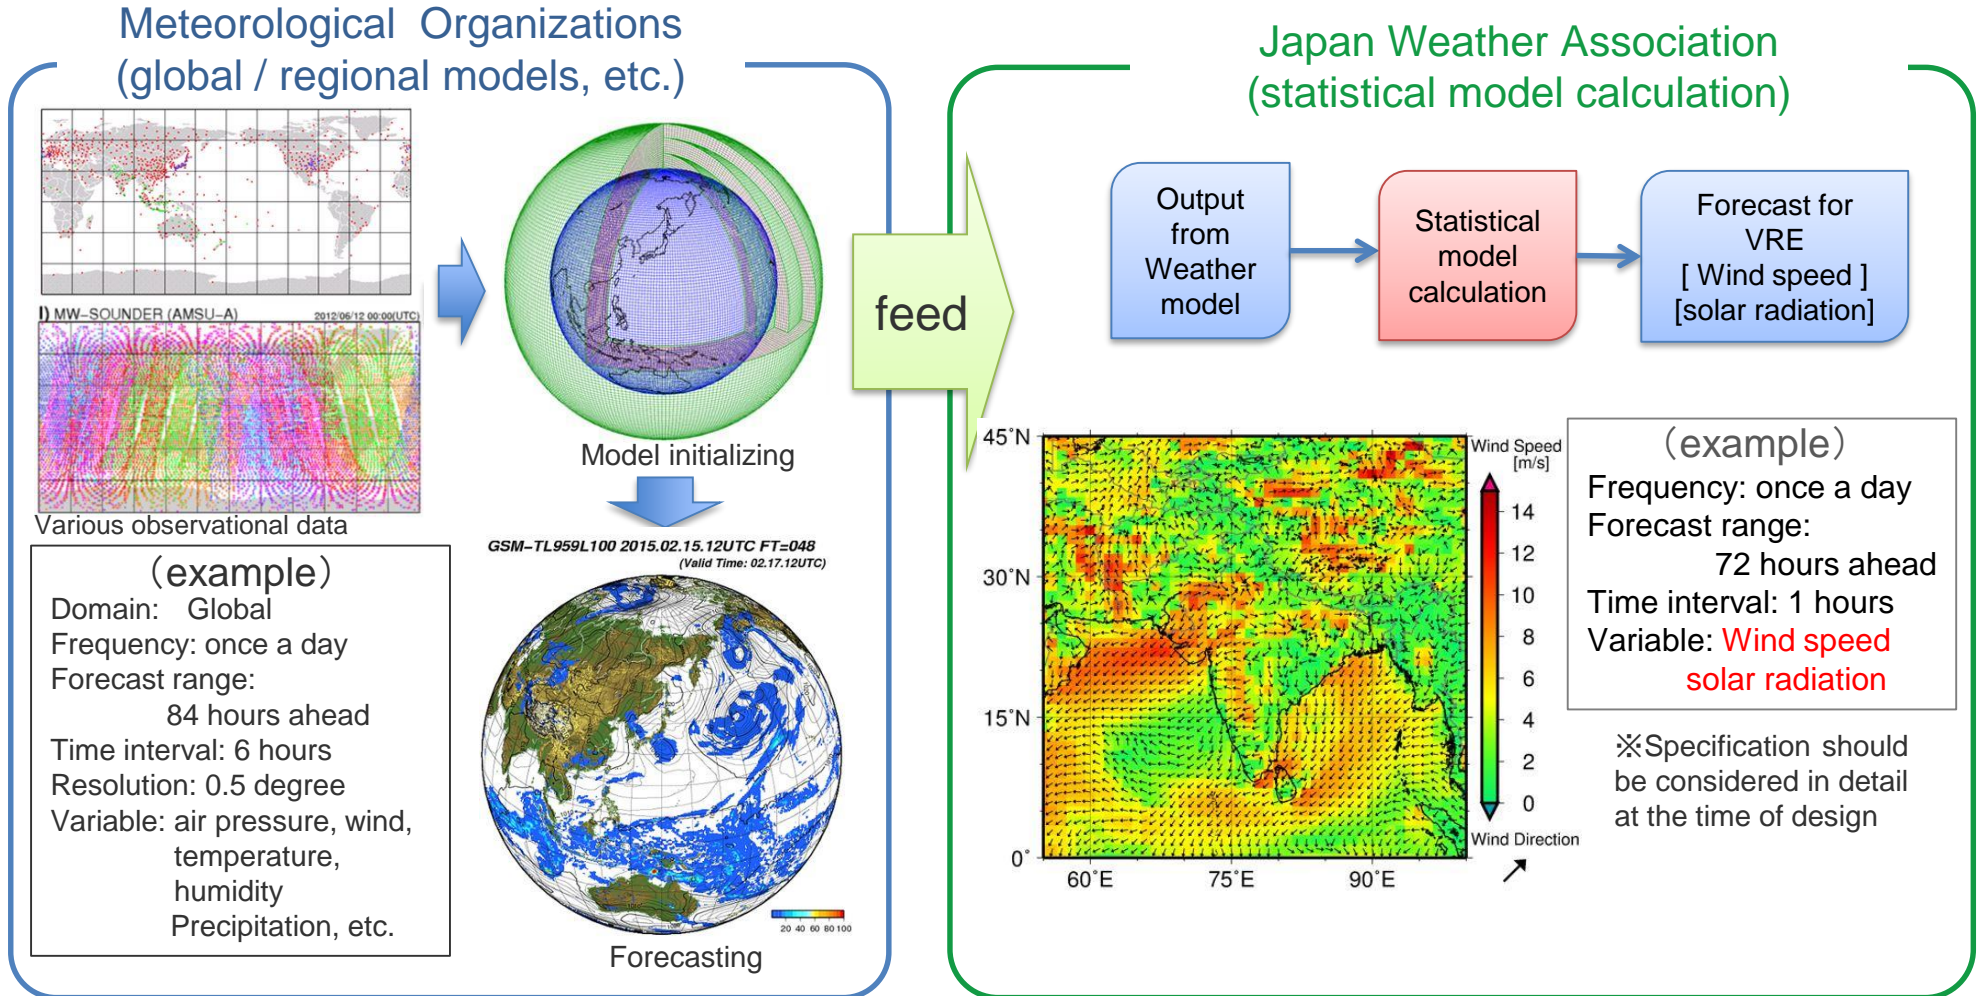 Meteorological Organizations
(global / regional models, etc.)
I) MW-SOUNDER (AMSU-A) 2012/06/12 00:00(UTC)
Various observational data
Model initializing
（example）
Domain: Global
Frequency: once a day
Forecast range:
84 hours ahead
Time interval: 6 hours
Resolution: 0.5 degree
Variable: air pressure, wind,
temperature,
humidity
Precipitation, etc.
GSM-TL959L100 2015.02.15.12UTC FT=048
(Valid Time: 02.17.12UTC)
20 40 60 80 100
Forecasting
feed
Japan Weather Association
(statistical model calculation)
Output
from
Weather
model
Statistical
model
calculation
Forecast for
VRE
[ Wind speed ]
[solar radiation]
45°N
30°N
15°N
0°
60°E 75°E 90°E
Wind Speed
[m/s]
14
12
10
8
6
4
2
0
Wind Direction
（example）
Frequency: once a day
Forecast range:
72 hours ahead
Time interval: 1 hours
Variable: Wind speed
solar radiation
※Specification should
be considered in detail
at the time of design